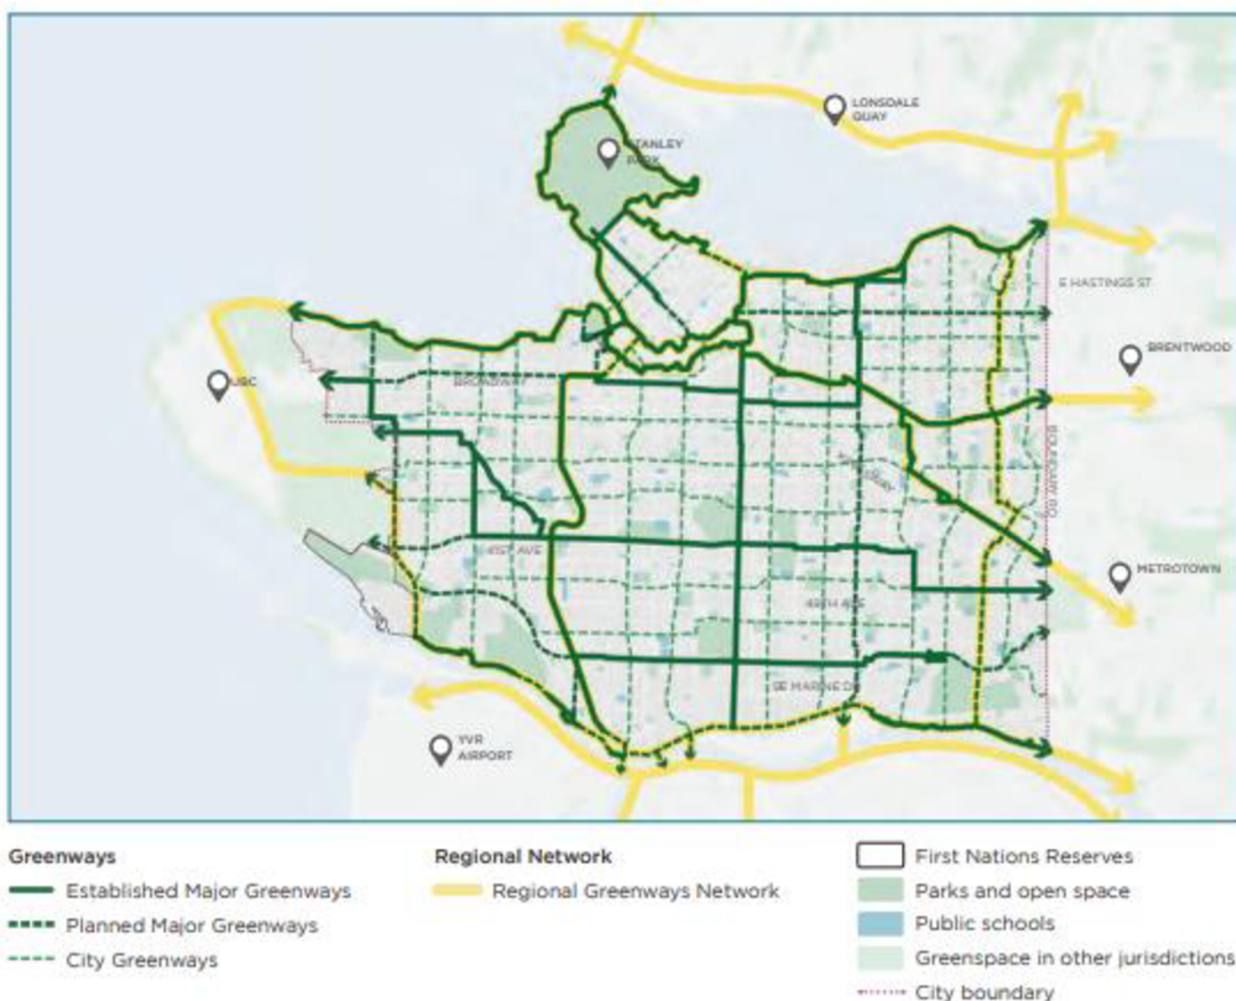 LONSDALE
QUAY
STANLEY
PARK
E HASTINGS ST
BRENTWOOD
UBC
BROADWAY
BOUNDARY RD
41ST AVE
METROTOWN
49TH AVE
SE MARINE DR
YVR
AIRPORT
Greenways
Established Major Greenways
Planned Major Greenways
City Greenways
Regional Network
Regional Greenways Network
First Nations Reserves
Parks and open space
Public schools
Greenspace in other jurisdictions
City boundary